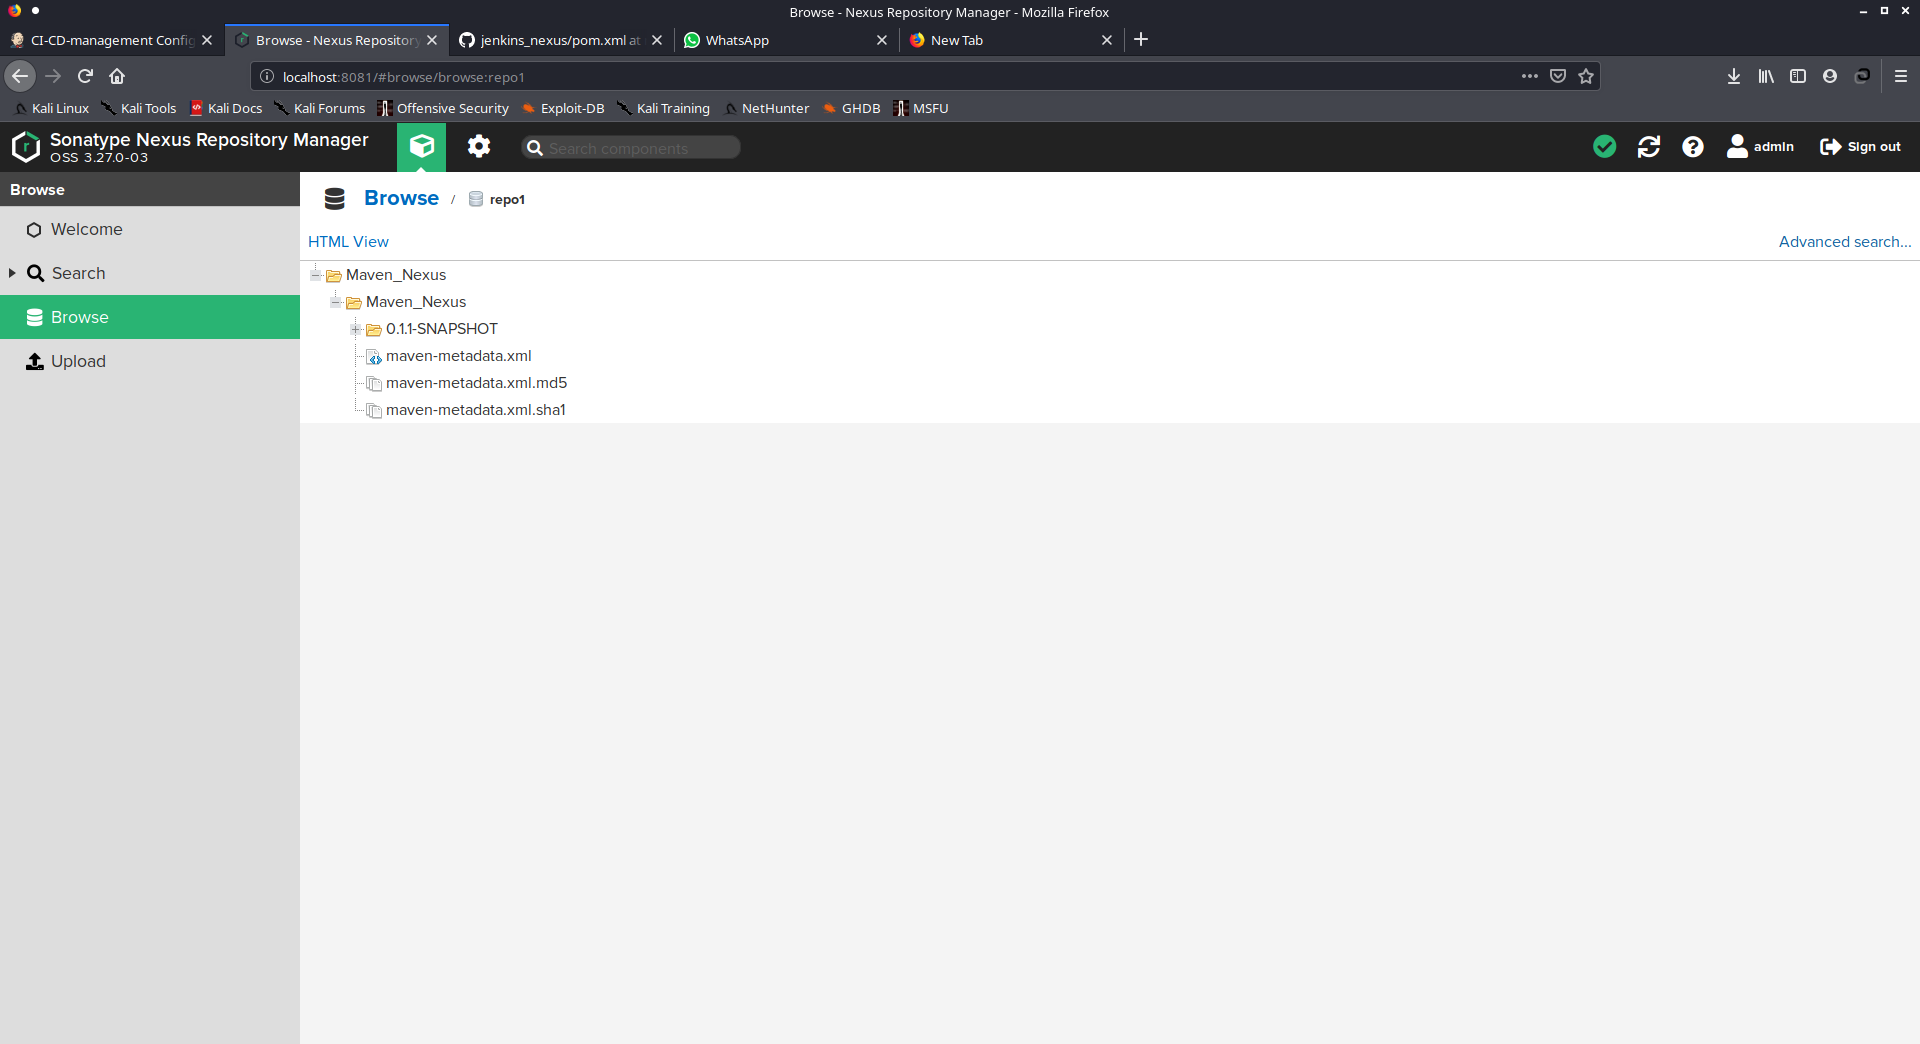 Browse - Nexus Repository Manager - Mozilla Firefox
CI-CD-management Config
Browse - Nexus Repository
jenkins_nexus/pom.xml at
WhatsApp
New Tab
localhost:8081/#browse/browse:repo1
Kali Linux Kali Tools Kali Docs Kali Forums Offensive Security Exploit-DB Kali Training NetHunter GHDB MSFU
Sonatype Nexus Repository Manager
OSS 3.27.0-03
Search components
admin
Sign out
Browse
Welcome
Search
Browse
Upload
Browse / repo1
HTML View
Advanced search...
Maven_Nexus
Maven_Nexus
0.1.1-SNAPSHOT
maven-metadata.xml
maven-metadata.xml.md5
maven-metadata.xml.sha1